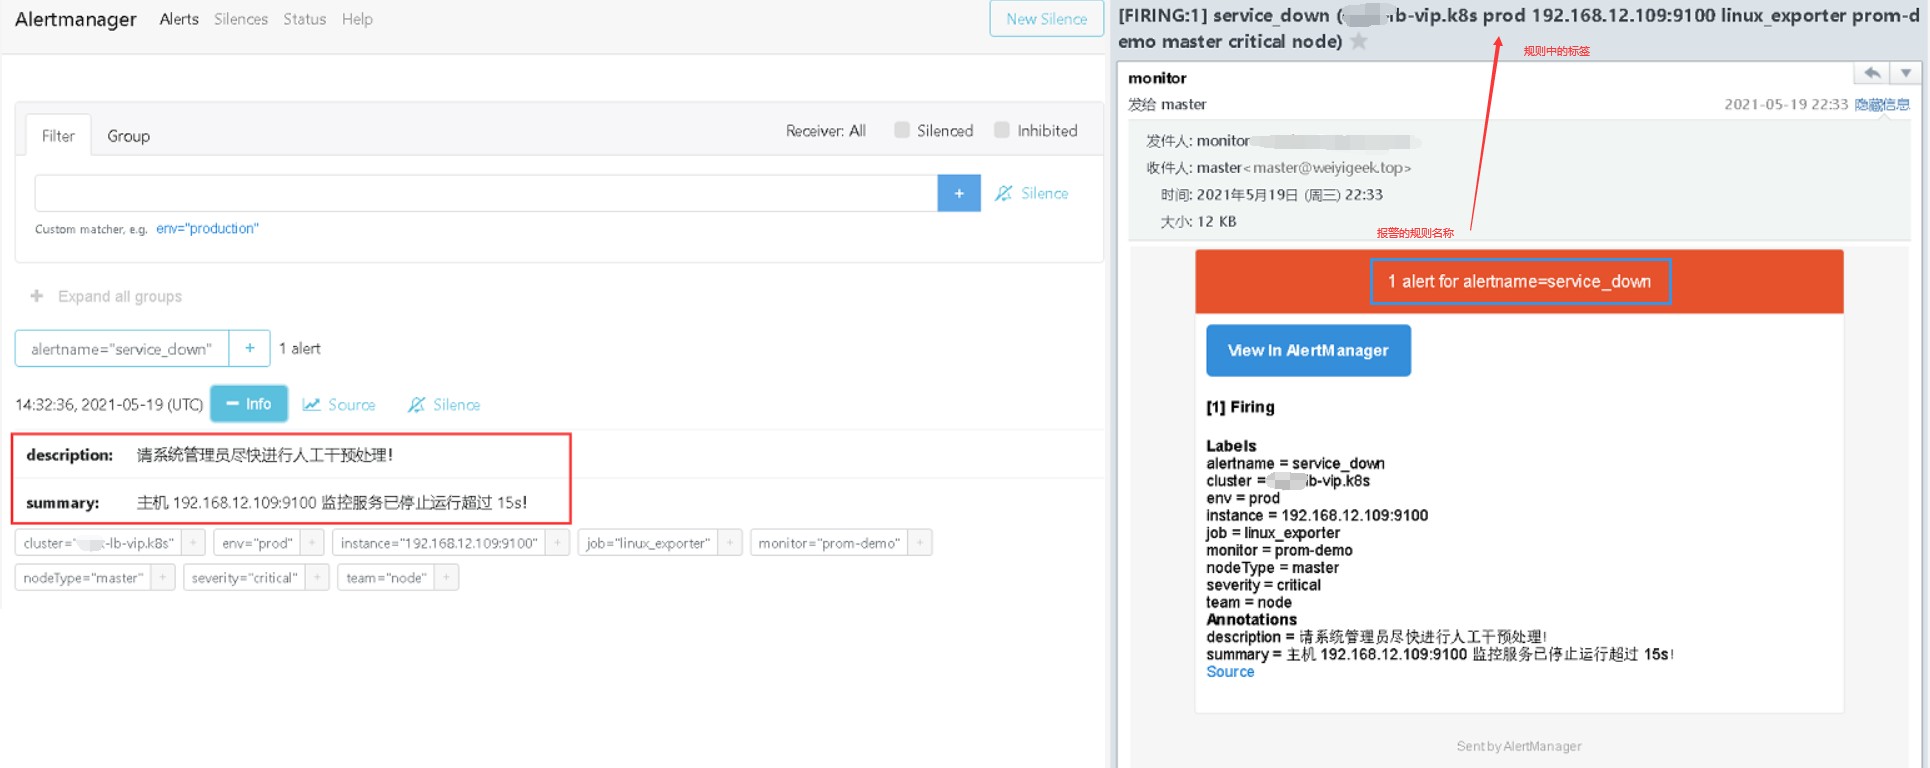 Alertmanager Alerts Silences Status Help
New Silence
Filter Group
Receiver: All Silenced Inhibited
+ Silence
Custom matcher, e.g. env="production"
+ Expand all groups
alertname="service_down" + 1 alert
14:32:36, 2021-05-19 (UTC) − Info Source Silence
description: 请系统管理员尽快进行人工干预处理!
summary: 主机 192.168.12.109:9100 监控服务已停止运行超过 15s!
cluster=" -lb-vip.k8s" + env="prod" + instance="192.168.12.109:9100" + job="linux_exporter" + monitor="prom-demo" +
nodeType="master" + severity="critical" + team="node" +
[FIRING:1] service_down ( -lb-vip.k8s prod 192.168.12.109:9100 linux_exporter prom-d
emo master critical node)
规则中的标签
monitor
发给 master
2021-05-19 22:33 隐藏信息
发件人: monitor
收件人: master<master@weiyigeek.top>
时间: 2021年5月19日 (周三) 22:33
大小: 12 KB
报警的规则名称
1 alert for alertname=service_down
View In AlertManager
[1] Firing
Labels
alertname = service_down
cluster = lb-vip.k8s
env = prod
instance = 192.168.12.109:9100
job = linux_exporter
monitor = prom-demo
nodeType = master
severity = critical
team = node
Annotations
description = 请系统管理员尽快进行人工干预处理!
summary = 主机 192.168.12.109:9100 监控服务已停止运行超过 15s!
Source
Sent by AlertManager